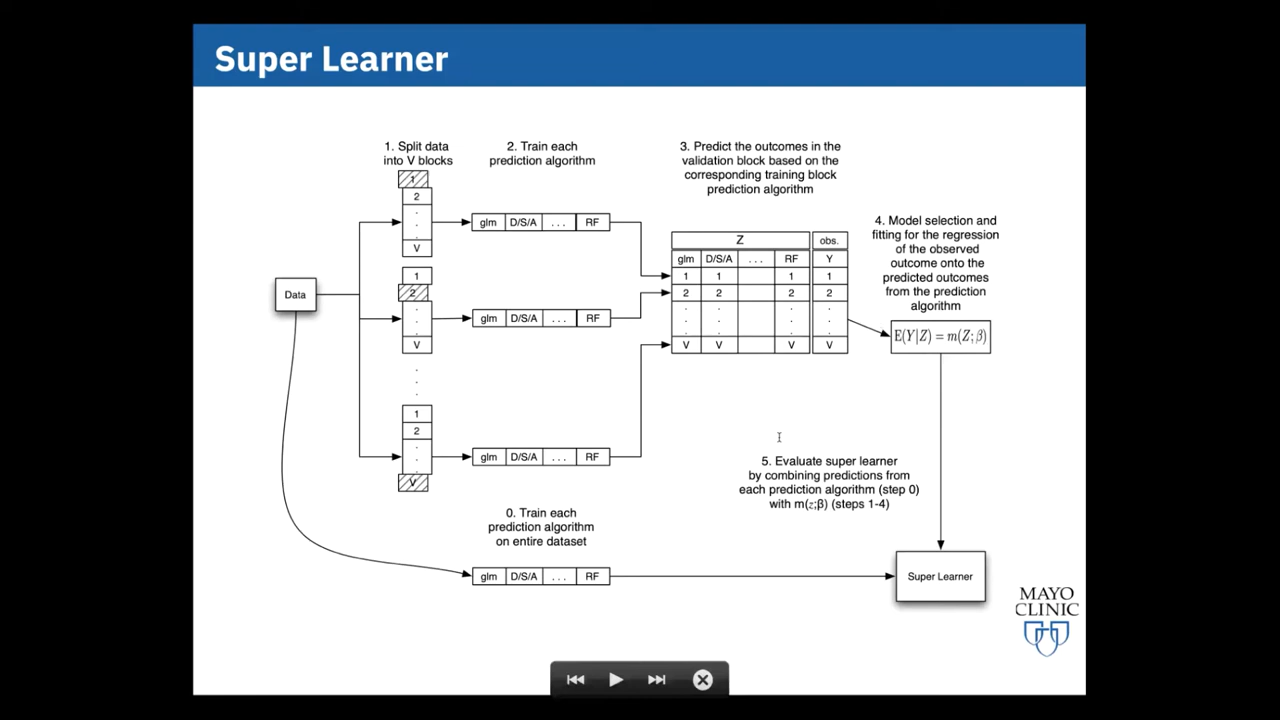 Super Learner
1. Split data
into V blocks
2. Train each
prediction algorithm
3. Predict the outcomes in the
validation block based on the
corresponding training block
prediction algorithm
4. Model selection and
fitting for the regression
of the observed
outcome onto the
predicted outcomes
from the prediction
algorithm
1
2
.
.
.
V
glm D/S/A . . . RF
Z obs.
glm D/S/A . . . RF Y
1 1 1 1
2 2 2 2
. . . .
. . . .
. . . .
V V V V
Data
1
2
.
.
.
V
glm D/S/A . . . RF
E(Y|Z) = m(Z; β)
.
.
.
1
2
.
.
.
V
glm D/S/A . . . RF
5. Evaluate super learner
by combining predictions from
each prediction algorithm (step 0)
with m(z;β) (steps 1-4)
0. Train each
prediction algorithm
on entire dataset
glm D/S/A . . . RF
Super Learner
MAYO
CLINIC